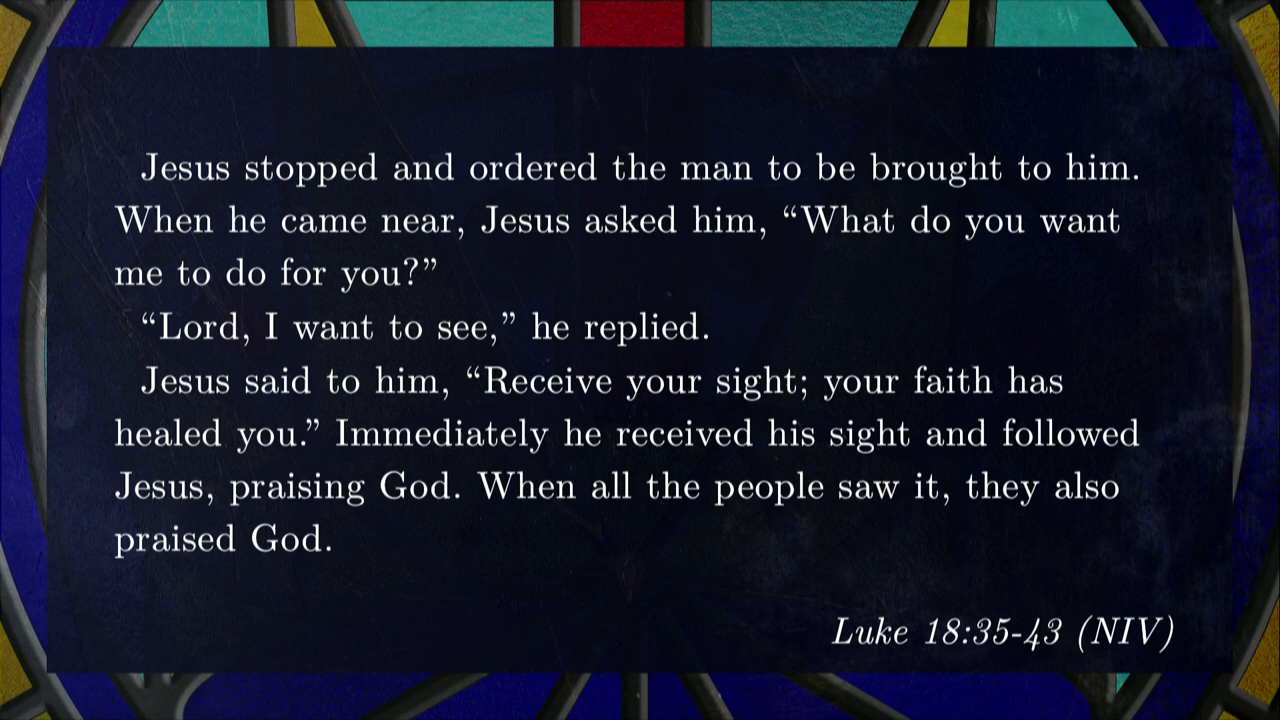 Jesus stopped and ordered the man to be brought to him.
When he came near, Jesus asked him, “What do you want
me to do for you?”
“Lord, I want to see,” he replied.
Jesus said to him, “Receive your sight; your faith has
healed you.” Immediately he received his sight and followed
Jesus, praising God. When all the people saw it, they also
praised God.
Luke 18:35-43 (NIV)